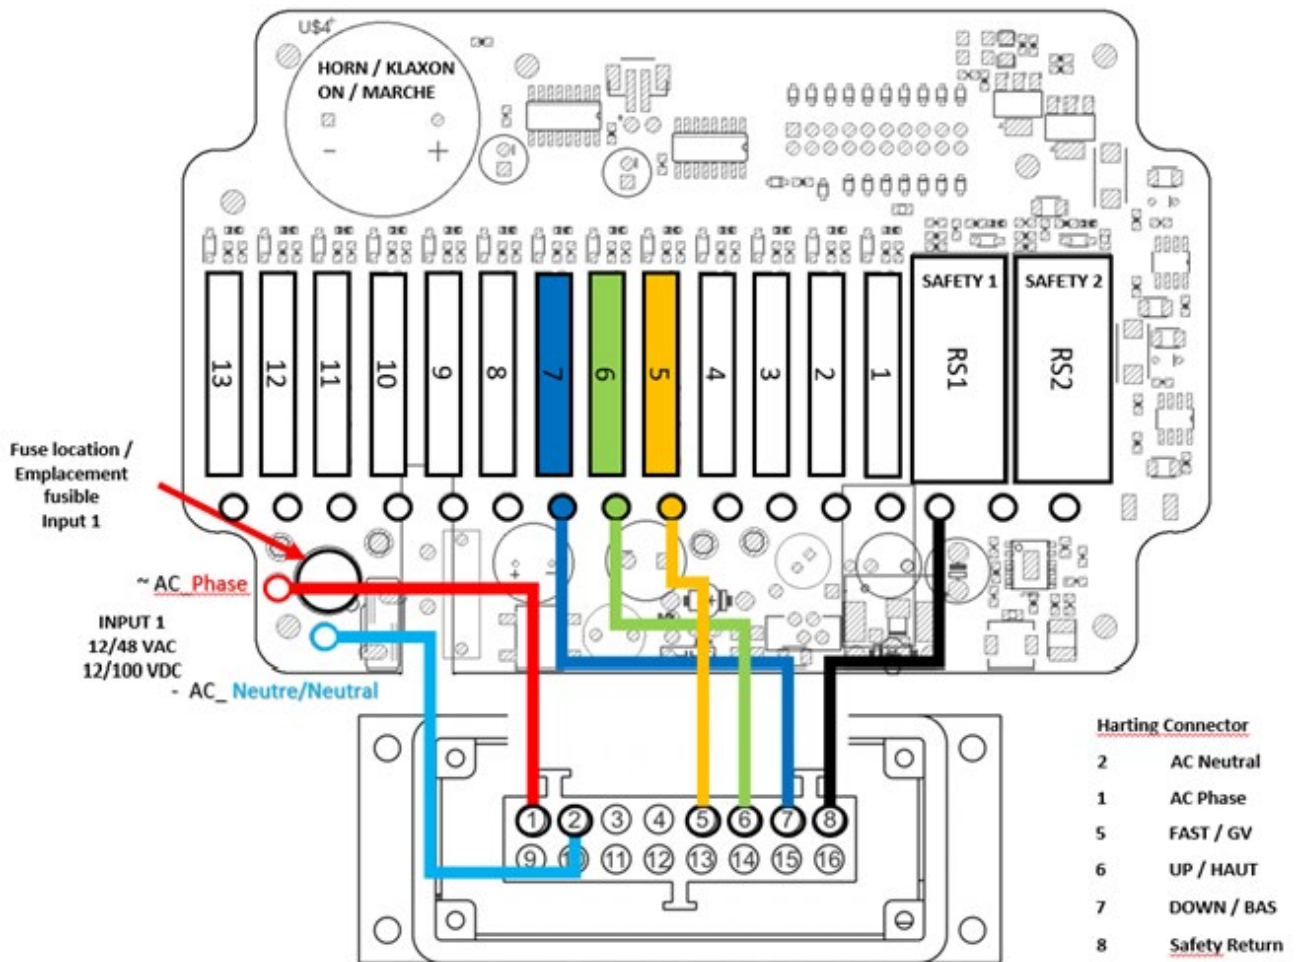 U$4
HORN / KLAXON
ON / MARCHE
- +
13
12
11
10
9
8
7
6
5
4
3
2
1
SAFETY 1
RS1
SAFETY 2
RS2
Fuse location /
Emplacement
fusible
Input 1
~ AC_Phase
INPUT 1
12/48 VAC
12/100 VDC
- AC_ Neutre/Neutral
1 2 3 4 5 6 7 8
9 10 11 12 13 14 15 16
Harting Connector
2 AC Neutral
1 AC Phase
5 FAST / GV
6 UP / HAUT
7 DOWN / BAS
8 Safety Return